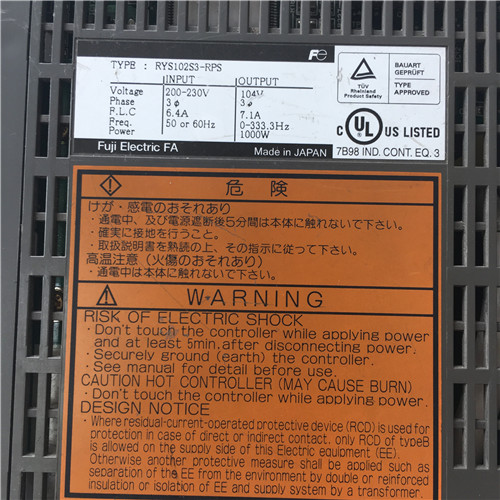 TYPE : RYS102S3-RPS
INPUT OUTPUT
Voltage 200-230V 104V
Phase 3ø 3ø
F.L.C 6.4A 7.1A
Freq. 50 or 60Hz 0-333.3Hz
Power 1000W
Fuji Electric FA Made in JAPAN
TÜV
Rheinland
Product Safety
BAUART
GEPRÜFT
TYPE
APPROVED
C UL US LISTED
7B98 IND. CONT. EQ. 3
危険
けが・感電のおそれあり
・通電中、及び電源遮断後5分間は本体に触れないで下さい。
・確実に接地を行うこと。
・取扱説明書を熟読の上、その指示に従って下さい。
高温注意（火傷のおそれあり）
・通電中は本体に触れないで下さい。
WARNING
RISK OF ELECTRIC SHOCK
・Don't touch the controller while applying power
and at least 5min.after disconnecting power.
・Securely ground (earth) the controller.
・See manual for detail before use.
CAUTION HOT CONTROLLER (MAY CAUSE BURN)
・Don't touch the controller while applying power.
DESIGN NOTICE
・Where residual-current-operated protective device (RCD) is used for
protection in case of direct or indirect contact. only RCD of typeB
is allowed on the supply side of this Electric equipment (EE).
Otherwise another protective measure shall be applied such as
separation of the EE from the environment by double or reinforced
insulation or isolation of EE and supply system by a transformer.